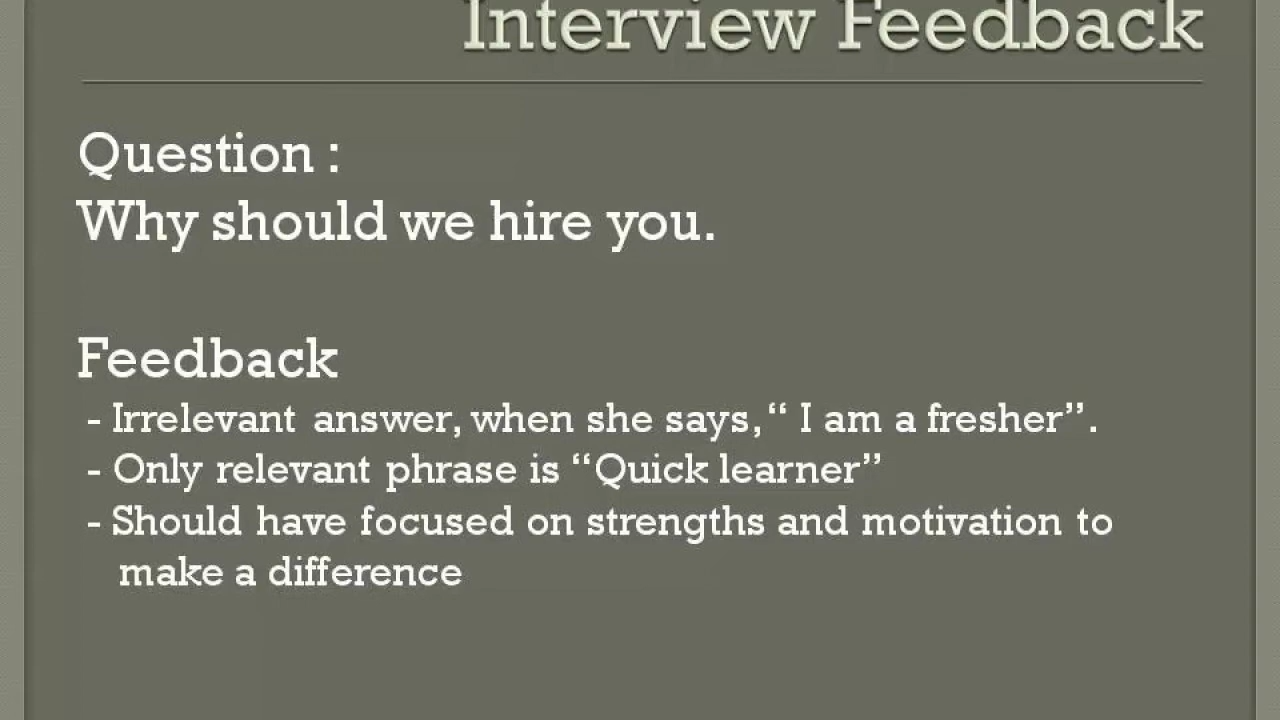 Interview Feedback
Question :
Why should we hire you.
Feedback
- Irrelevant answer, when she says, “ I am a fresher”.
- Only relevant phrase is “Quick learner”
- Should have focused on strengths and motivation to
make a difference